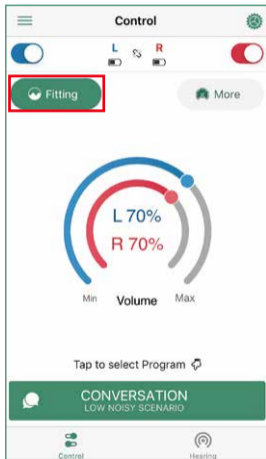 Control
L R
Fitting
More
L 70%
R 70%
Min Volume Max
Tap to select Program
CONVERSATION
LOW NOISY SCENARIO
Control Hearing